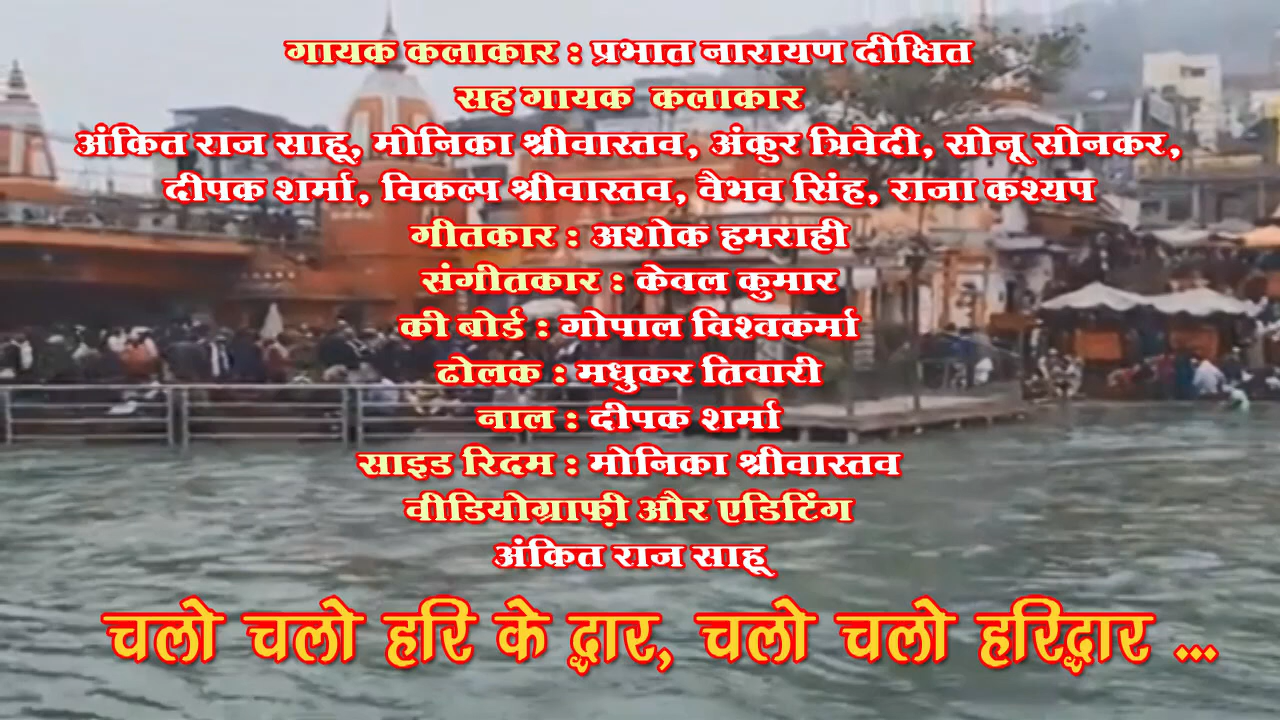 गायक कलाकार : प्रभात नारायण दीक्षित
सह गायक कलाकार
अंकित राज साहू, मोनिका श्रीवास्तव, अंकुर त्रिवेदी, सोनू सोनकर,
दीपक शर्मा, विकल्प श्रीवास्तव, वैभव सिंह, राजा कश्यप
गीतकार : अशोक हमराही
संगीतकार : केवल कुमार
की बोर्ड : गोपाल विश्वकर्मा
ढोलक : मधुकर तिवारी
नाल : दीपक शर्मा
साइड रिदम : मोनिका श्रीवास्तव
वीडियोग्राफ़ी और एडिटिंग
अंकित राज साहू
चलो चलो हरि के द्वार, चलो चलो हरिद्वार ...